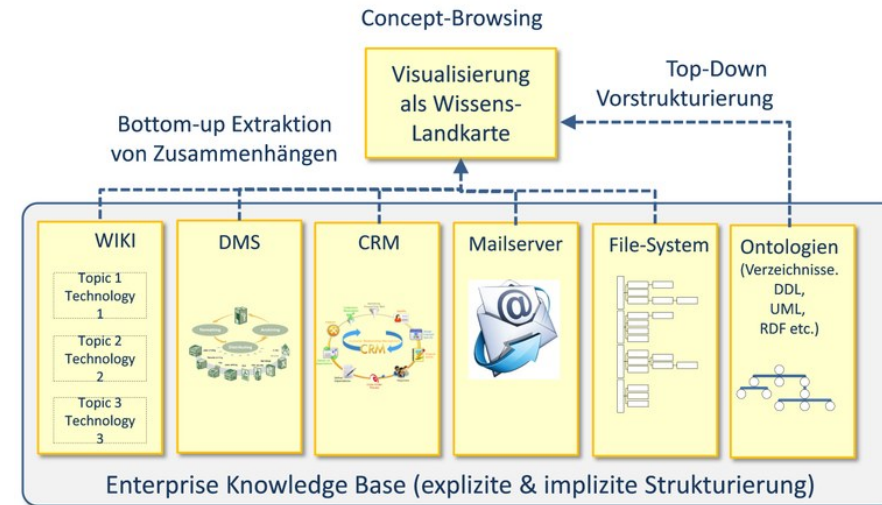 Concept-Browsing
Visualisierung
als Wissens-
Landkarte
Top-Down
Vorstrukturierung
Bottom-up Extraktion
von Zusammenhängen
WIKI
Topic 1
Technology
1
Topic 2
Technology
2
Topic 3
Technology
3
DMS
CRM
CRM
Mailserver
@
File-System
Ontologien
(Verzeichnisse.
DDL,
UML,
RDF etc.)
Enterprise Knowledge Base (explizite & implizite Strukturierung)